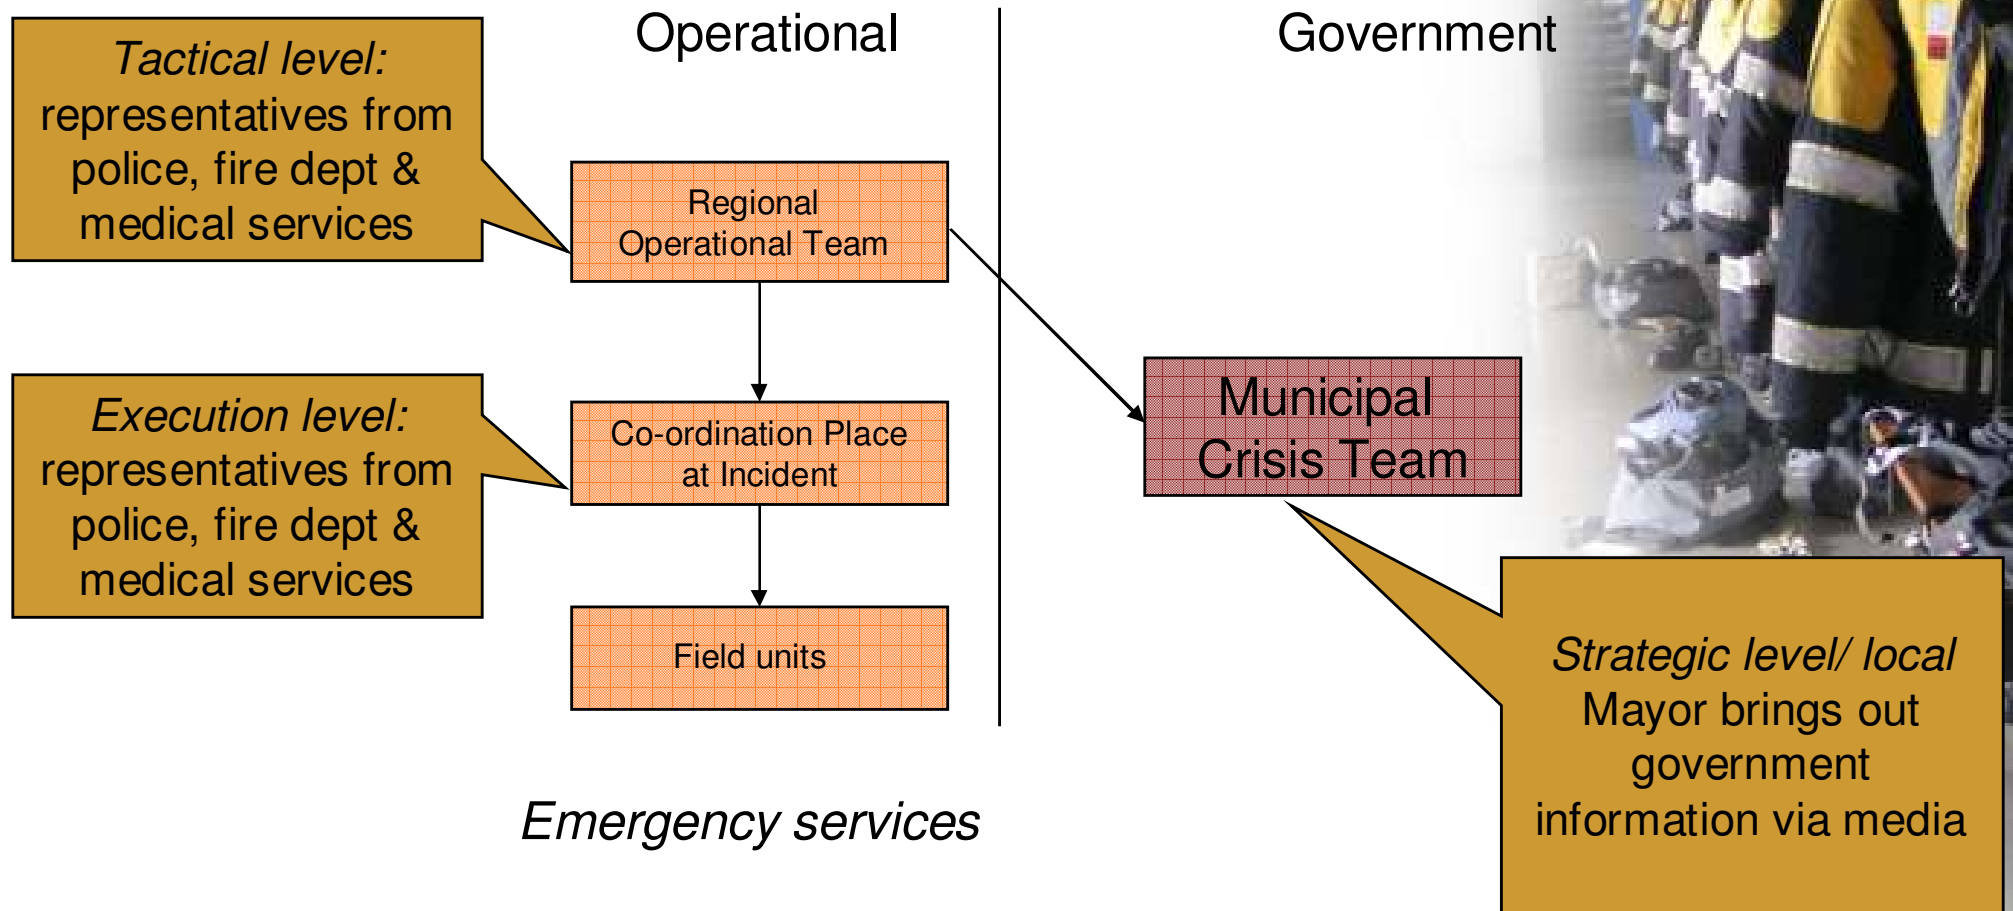 Operational
Government
Tactical level:
representatives from
police, fire dept &
medical services
Regional
Operational Team
Execution level:
representatives from
police, fire dept &
medical services
Co-ordination Place
at Incident
Municipal
Crisis Team
Field units
Strategic level/ local
Mayor brings out
government
information via media
Emergency services